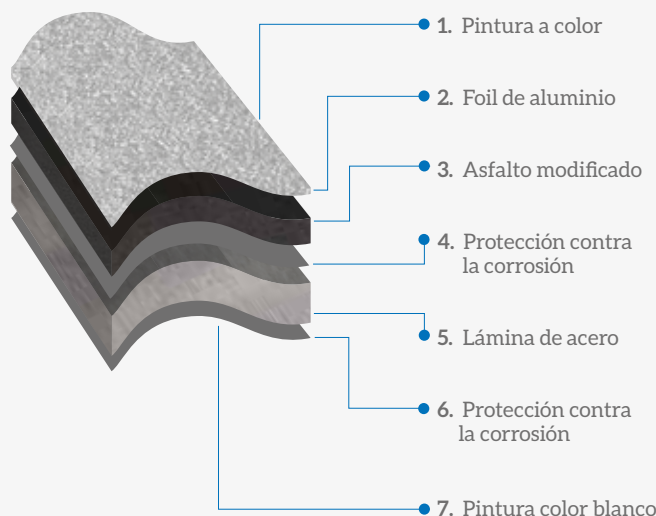 1. Pintura a color
2. Foil de aluminio
3. Asfalto modificado
4. Protección contra
la corrosión
5. Lámina de acero
6. Protección contra
la corrosión
7. Pintura color blanco